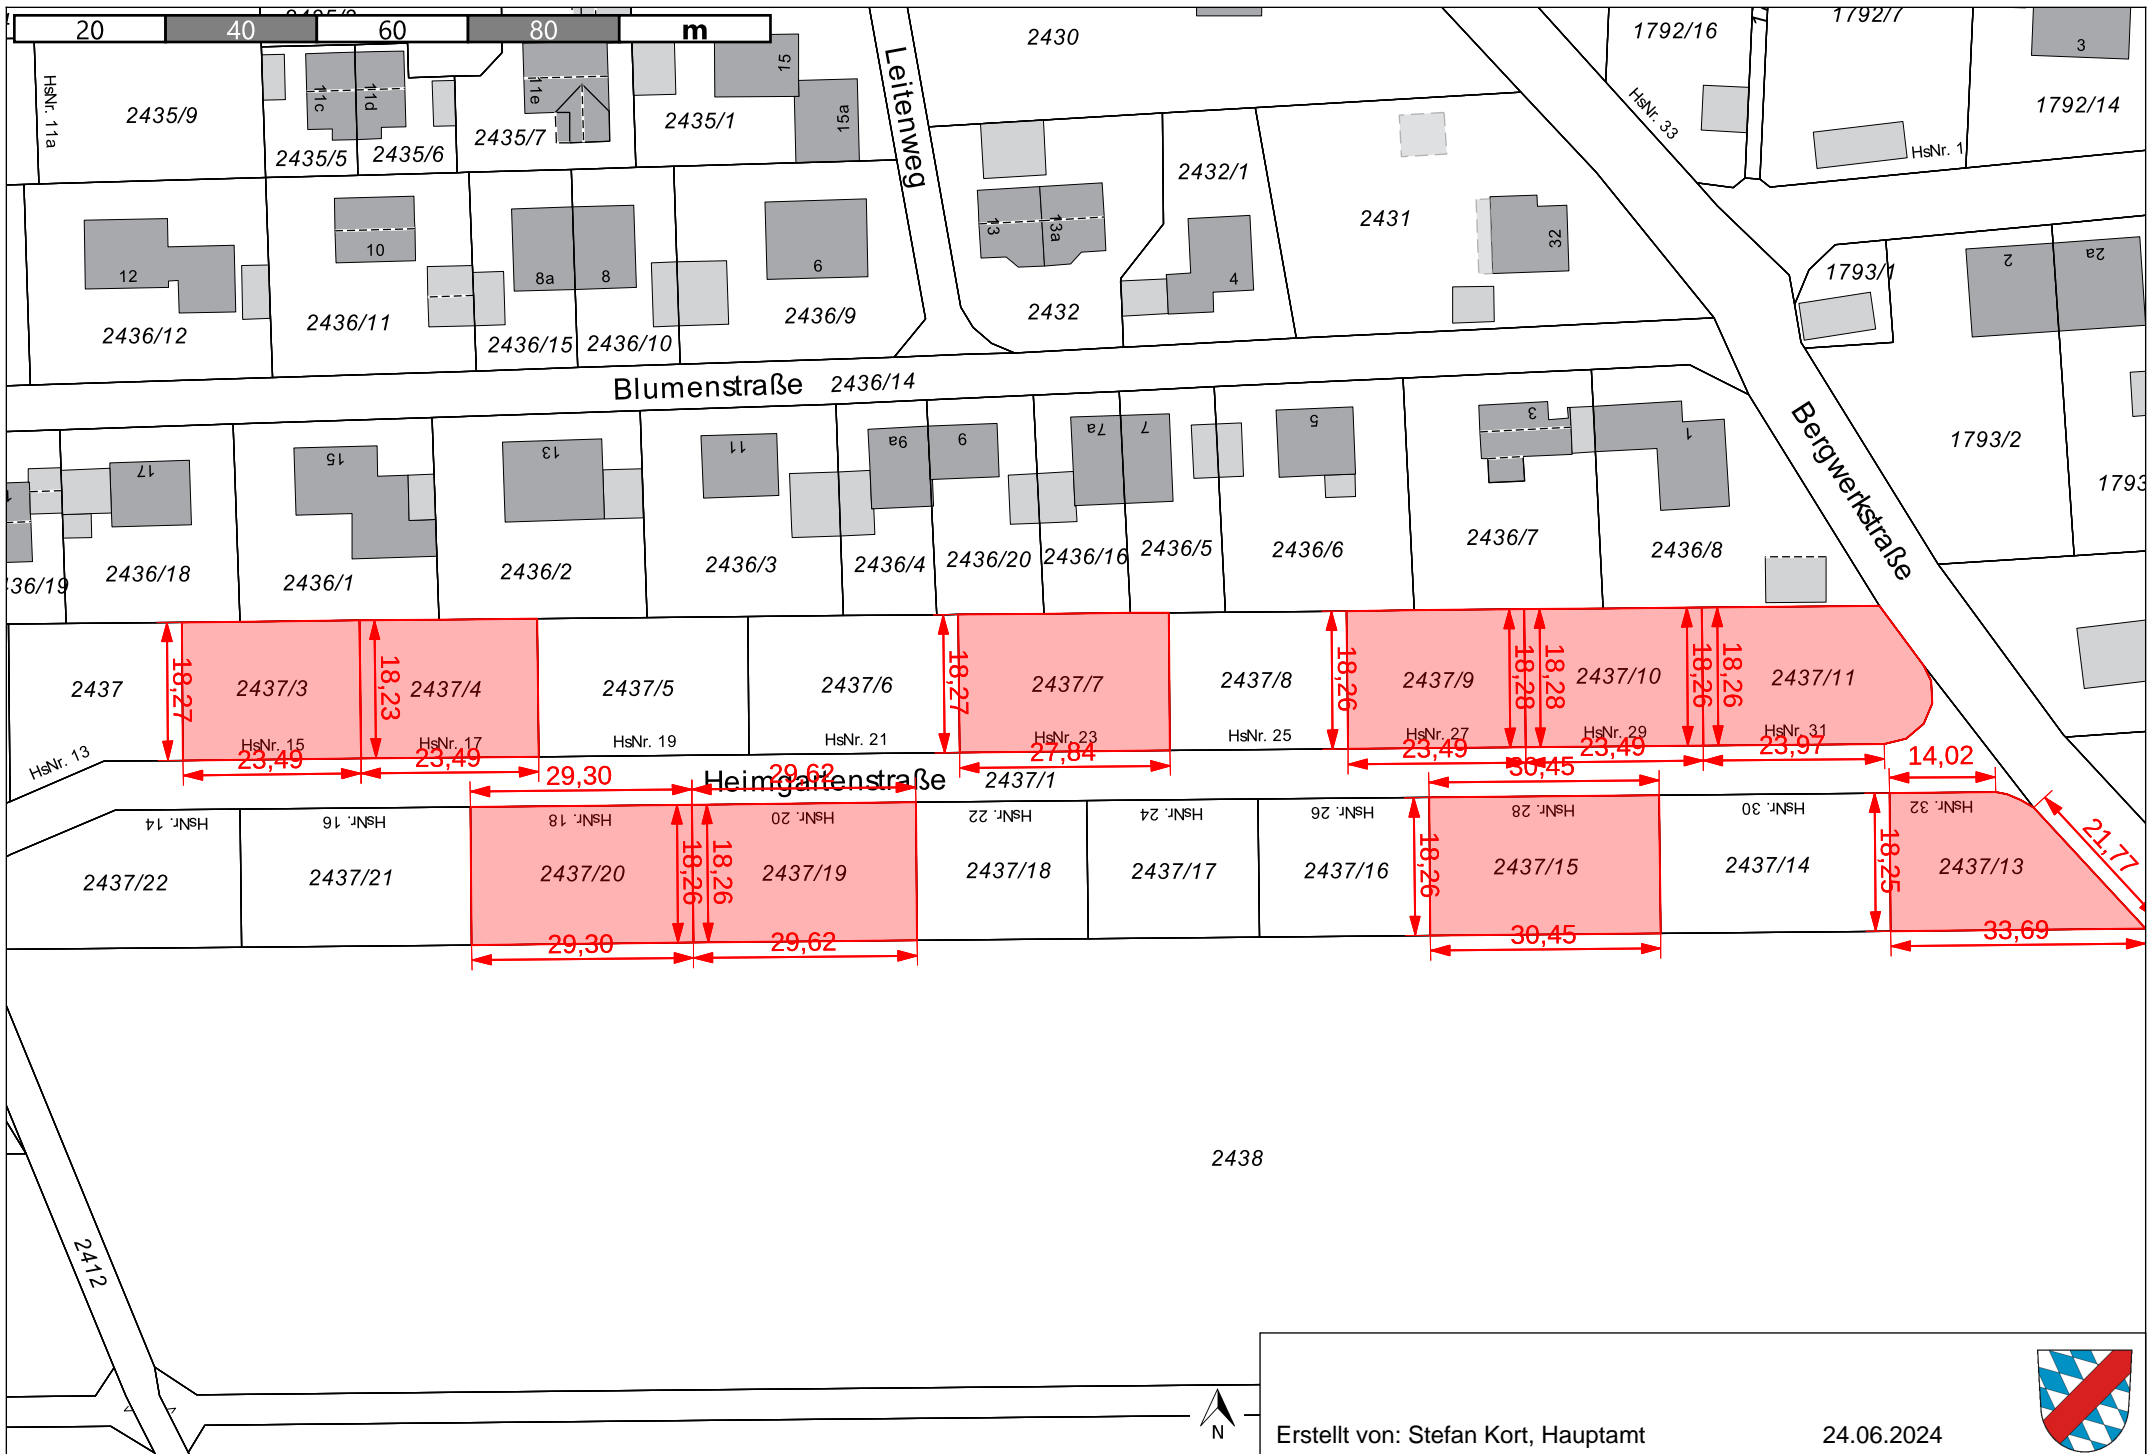 20 40 60 80 m
2430
1792/16
1792/7
3
HsNr. 11a
2435/9
11c
11d
2435/5
2435/6
11e
2435/7
15
15a
2435/1
Leitenweg
HsNr. 33
1792/14
HsNr. 1
2432/1
2431
32
13
13a
4
2432
12
2436/12
10
2436/11
8a
8
2436/15
2436/10
6
2436/9
1793/1
2
2a
Blumenstraße
2436/14
Bergwerkstraße
1793/2
17
2436/18
15
2436/1
13
2436/2
11
2436/3
9a
9
2436/4
2436/20
7a
7
2436/16
2436/5
5
2436/6
3
2436/7
1
2436/8
2437
HsNr. 13
18,27
2437/3
HsNr. 15
23,49
18,23
2437/4
HsNr. 17
23,49
2437/5
HsNr. 19
2437/6
HsNr. 21
18,27
2437/7
HsNr. 23
27,84
2437/8
HsNr. 25
18,26
2437/9
HsNr. 27
23,49
18,28
18,28
2437/10
HsNr. 29
23,49
18,26
18,26
2437/11
HsNr. 31
23,97
Heimgartenstraße
2437/1
29,30
29,62
30,45
14,02
HsNr. 14
2437/22
HsNr. 16
2437/21
HsNr. 18
2437/20
18,26
29,30
18,26
HsNr. 20
2437/19
29,62
HsNr. 22
2437/18
HsNr. 24
2437/17
HsNr. 26
2437/16
18,26
HsNr. 28
2437/15
30,45
HsNr. 30
2437/14
18,25
HsNr. 32
2437/13
33,69
21,77
2438
2412
N
Erstellt von: Stefan Kort, Hauptamt
24.06.2024